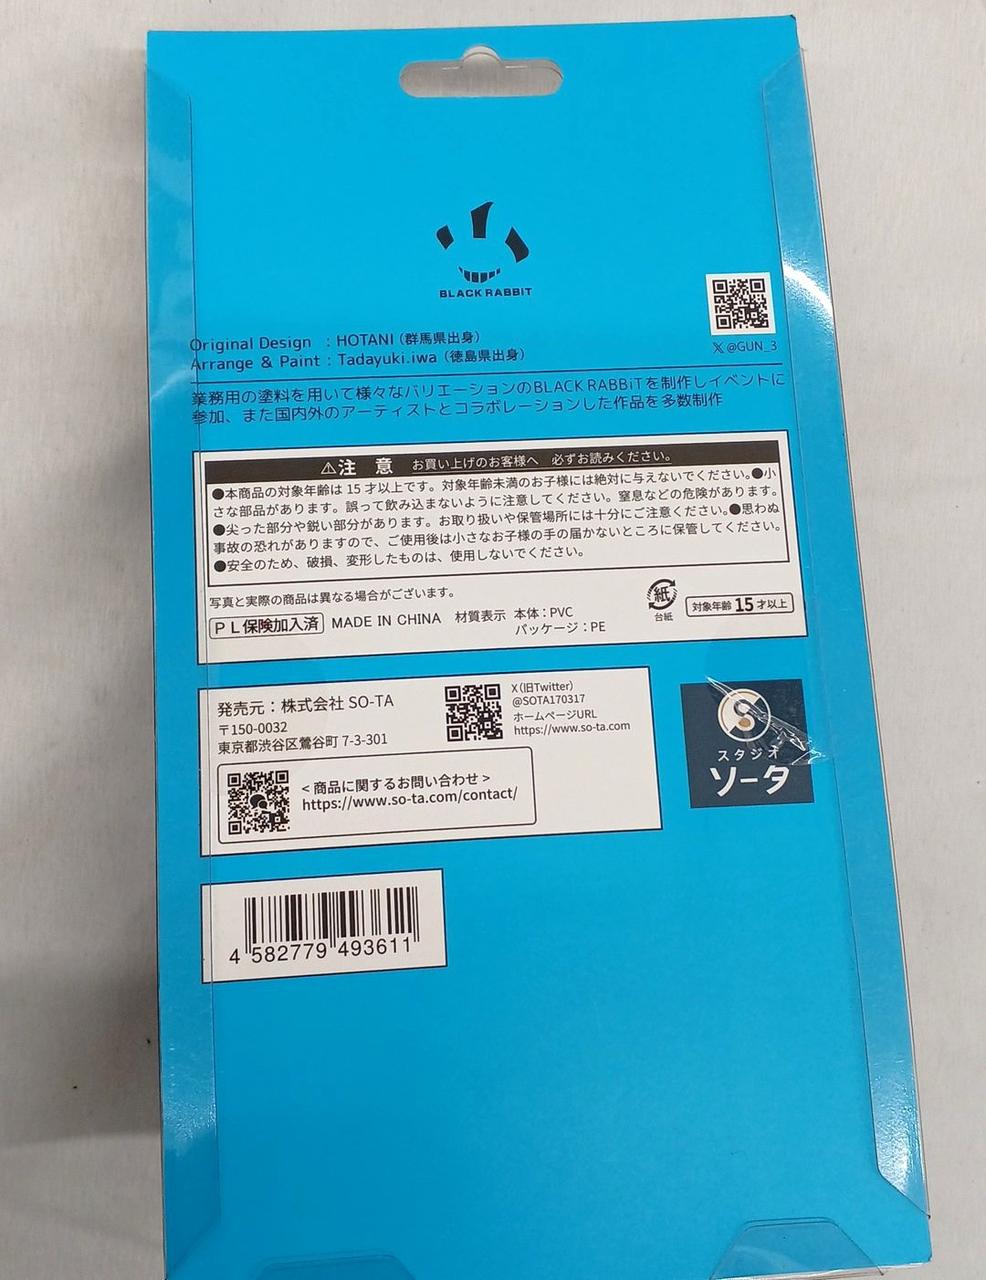 BLACK RABBIT
𝕏 @GUN_3
Original Design : HOTANI (群馬県出身)
Arrange & Paint : Tadayuki.iwa (徳島県出身)
業務用の塗料を用いて様々なバリエーションのBLACK RABBiTを制作しイベントに
参加、また国内外のアーティストとコラボレーションした作品を多数制作
⚠注 意 お買い上げのお客様へ 必ずお読みください。
●本商品の対象年齢は 15 才以上です。対象年齢未満のお子様には絶対に与えないでください。●小
さな部品があります。誤って飲み込まないように注意してください。窒息などの危険があります。
●尖った部分や鋭い部分があります。お取り扱いや保管場所には十分にご注意ください。●思わぬ
事故の恐れがありますので、ご使用後は小さなお子様の手の届かないところに保管してください。
●安全のため、破損、変形したものは、使用しないでください。
写真と実際の商品は異なる場合がございます。
PL保険加入済 MADE IN CHINA 材質表示 本体:PVC
パッケージ:PE
紙
台紙
対象年齢 15 才以上
発売元:株式会社 SO-TA
〒150-0032
東京都渋谷区鶯谷町 7-3-301
X(旧Twitter)
@SOTA170317
ホームページURL
https://www.so-ta.com
<商品に関するお問い合わせ>
https://www.so-ta.com/contact/
スタジオ
ソータ
4 582779 493611